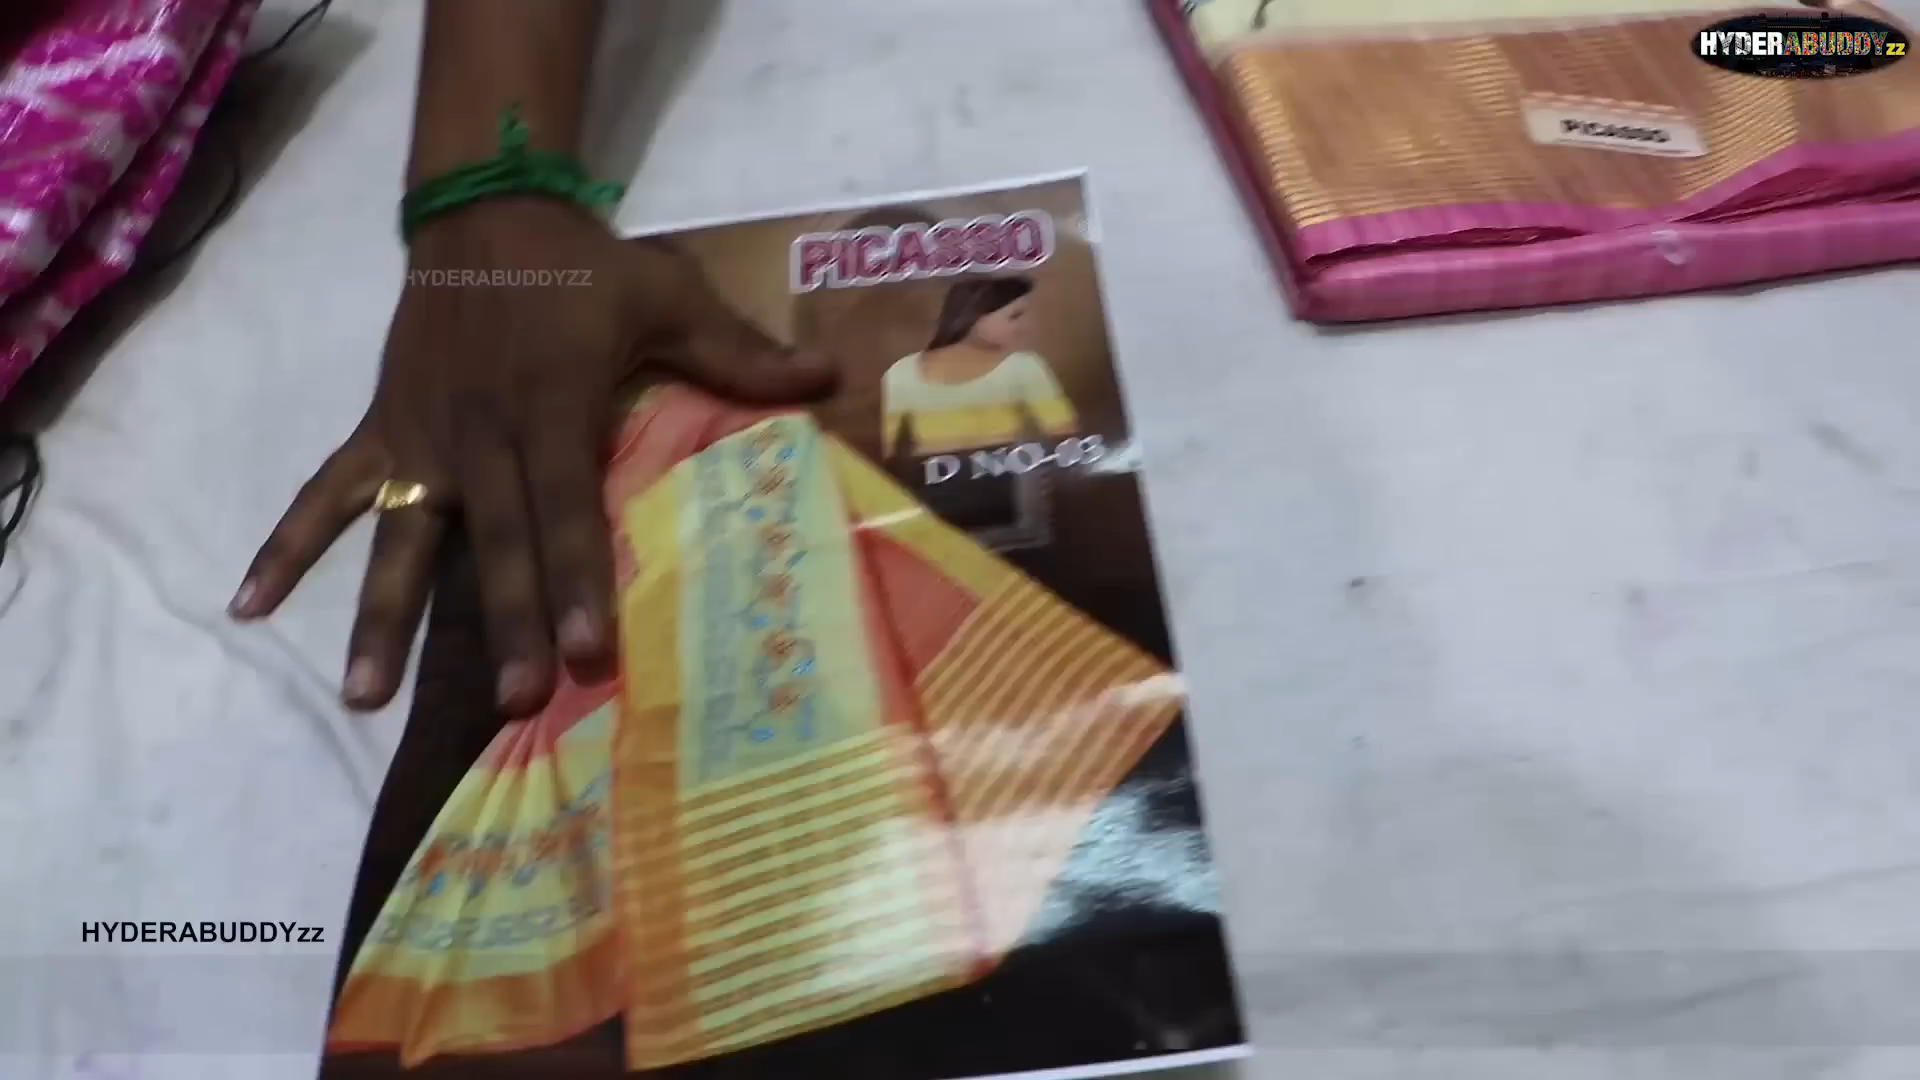 HYDERABUDDYzz
PICASSO
PICASSO
HYDERABUDDYZZ
D NO-03
HYDERABUDDYzz